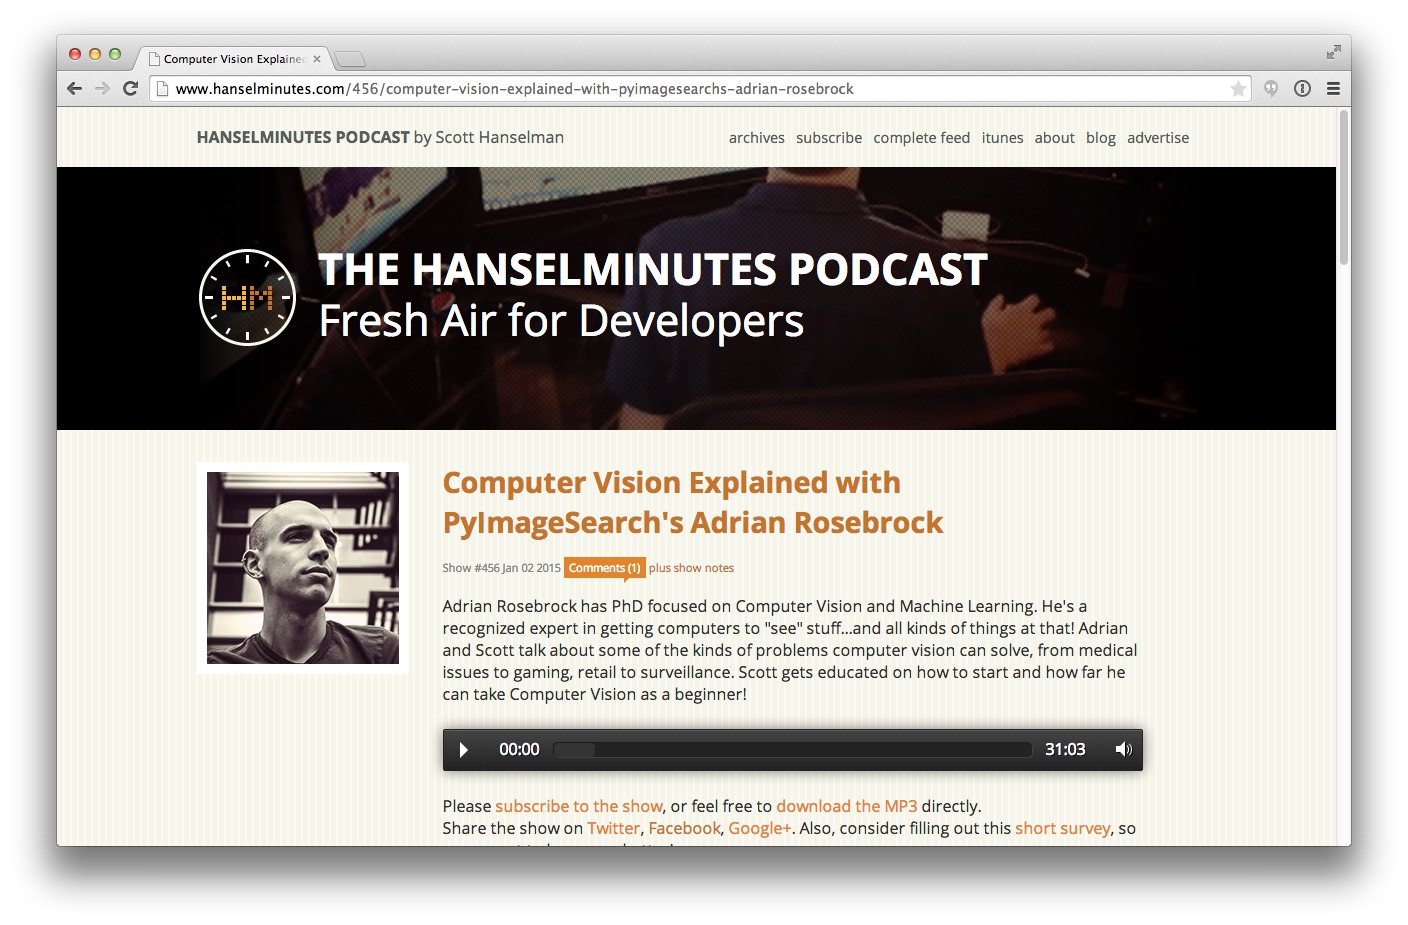 Computer Vision Explained
www.hanselminutes.com/456/computer-vision-explained-with-pyimagesearchs-adrian-rosebrock
HANSELMINUTES PODCAST by Scott Hanselman
archives subscribe complete feed itunes about blog advertise
HM
THE HANSELMINUTES PODCAST
Fresh Air for Developers
Computer Vision Explained with
PyImageSearch's Adrian Rosebrock
Show #456 Jan 02 2015 Comments (1) plus show notes
Adrian Rosebrock has PhD focused on Computer Vision and Machine Learning. He's a
recognized expert in getting computers to "see" stuff...and all kinds of things at that! Adrian
and Scott talk about some of the kinds of problems computer vision can solve, from medical
issues to gaming, retail to surveillance. Scott gets educated on how to start and how far he
can take Computer Vision as a beginner!
00:00 31:03
Please subscribe to the show, or feel free to download the MP3 directly.
Share the show on Twitter, Facebook, Google+. Also, consider filling out this short survey, so